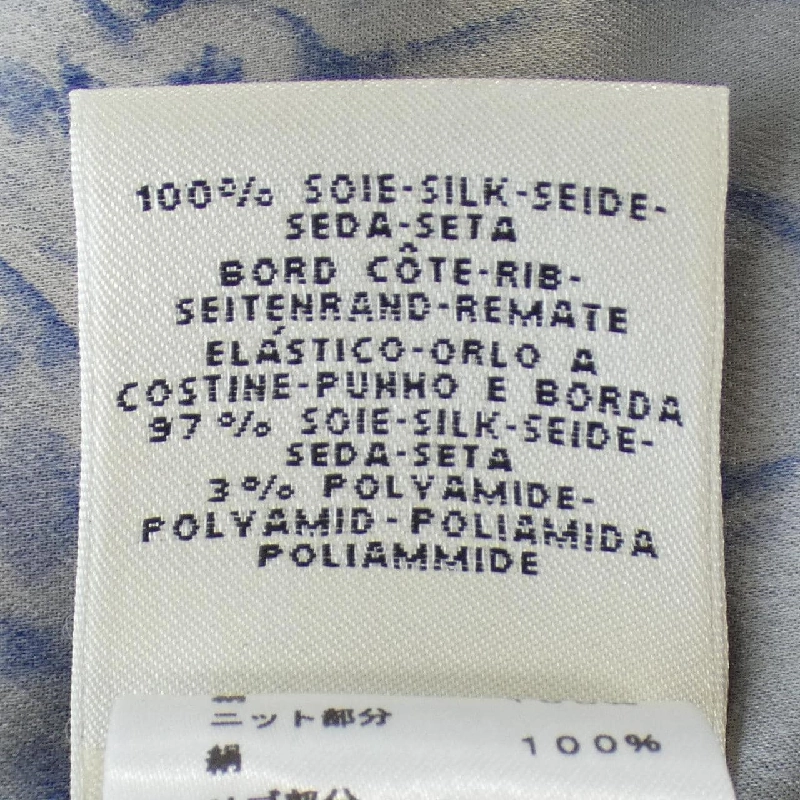 100% SOIE-SILK-SEIDE-
SEDA-SETA
BORD CÔTE-RIB-
SEITENRAND-REMATE
ELÁSTICO-ORLO A
COSTINE-PUNHO E BORDA
97% SOIE-SILK-SEIDE-
SEDA-SETA
3% POLYAMIDE-
POLYAMID-POLIAMIDA
POLIAMMIDE
ニット部分
絹 100%